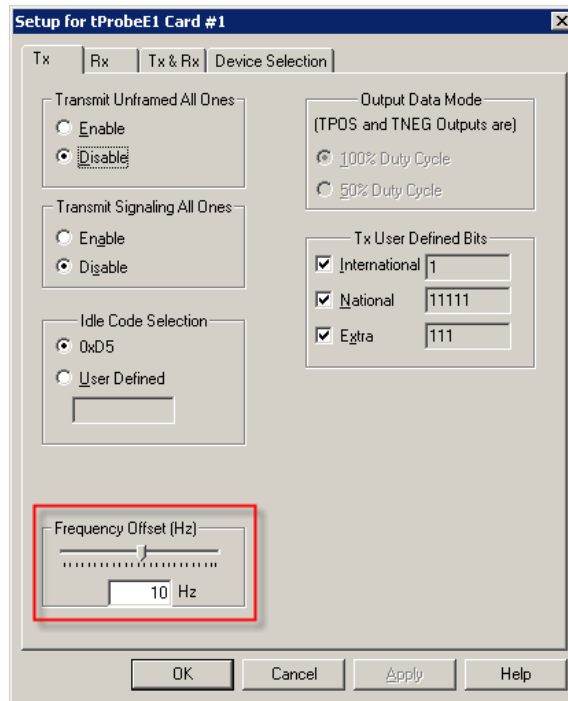 Setup for tProbeE1 Card #1
Tx Rx Tx & Rx Device Selection
Transmit Unframed All Ones
Enable
Disable
Transmit Signaling All Ones
Enable
Disable
Idle Code Selection
0xD5
User Defined
Frequency Offset (Hz)
10 Hz
Output Data Mode
(TPOS and TNEG Outputs are)
100% Duty Cycle
50% Duty Cycle
Tx User Defined Bits
International 1
National 11111
Extra 111
OK Cancel Apply Help